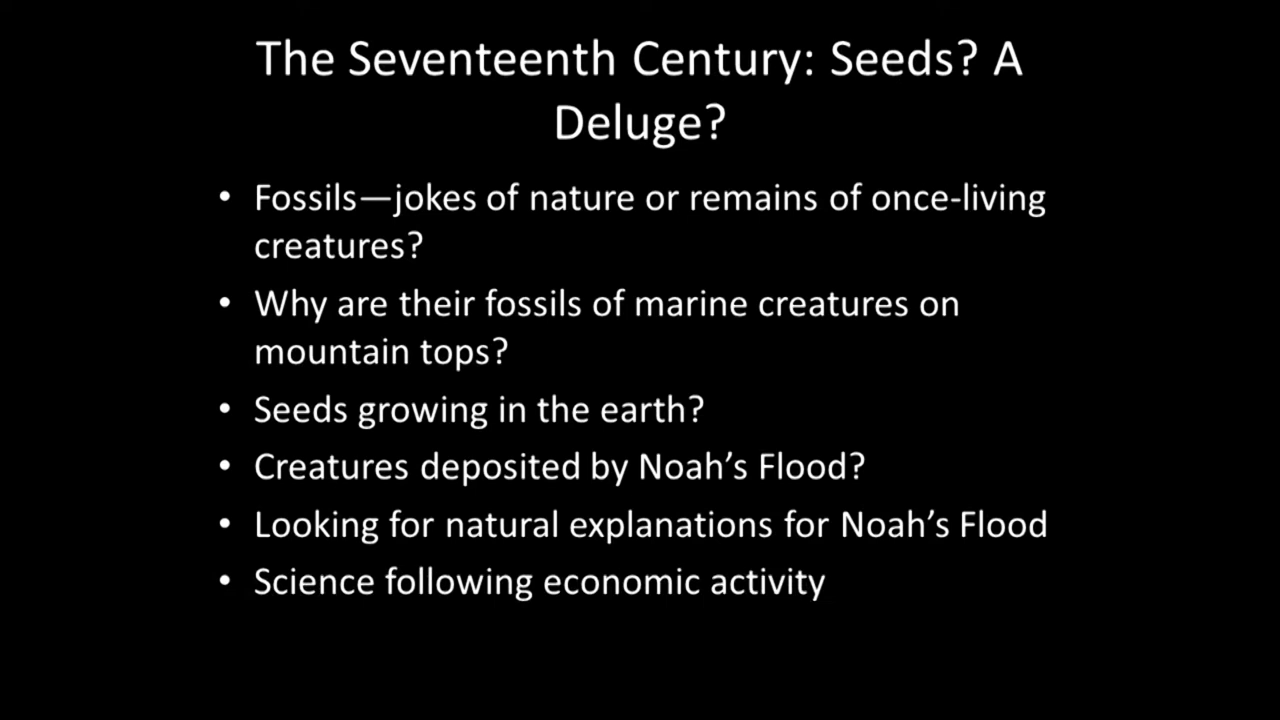 The Seventeenth Century: Seeds? A
Deluge?
• Fossils—jokes of nature or remains of once-living
creatures?
• Why are their fossils of marine creatures on
mountain tops?
• Seeds growing in the earth?
• Creatures deposited by Noah’s Flood?
• Looking for natural explanations for Noah’s Flood
• Science following economic activity